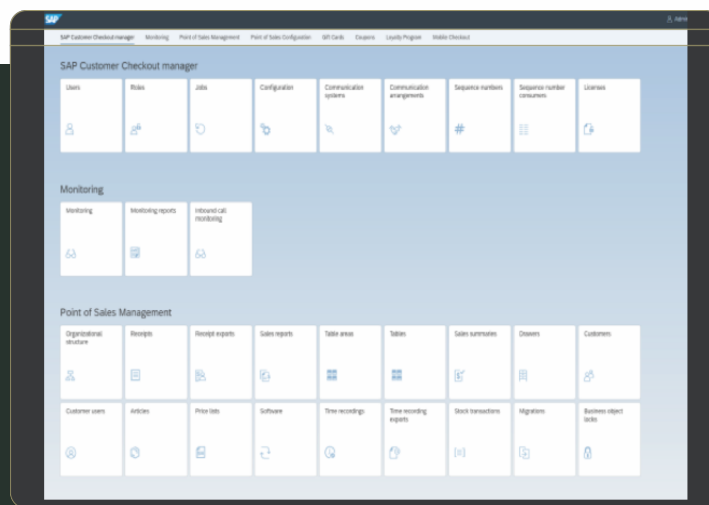 SAP
Admin
SAP Customer Checkout manager Monitoring Point of Sales Management Point of Sales Configuration Gift Cards Coupons Loyalty Program Mobile Checkout
SAP Customer Checkout manager
Users Roles Jobs Configuration Communication systems Communication arrangements Sequence numbers Sequence number consumers Licenses
Monitoring
Monitoring Monitoring reports Inbound call monitoring
Point of Sales Management
Organizational structure Receipts Receipt exports Sales reports Table areas Tables Sales summaries Drawers Customers
Customer users Articles Price lists Software Time recordings Time recording exports Stock transactions Migrations Business object locks